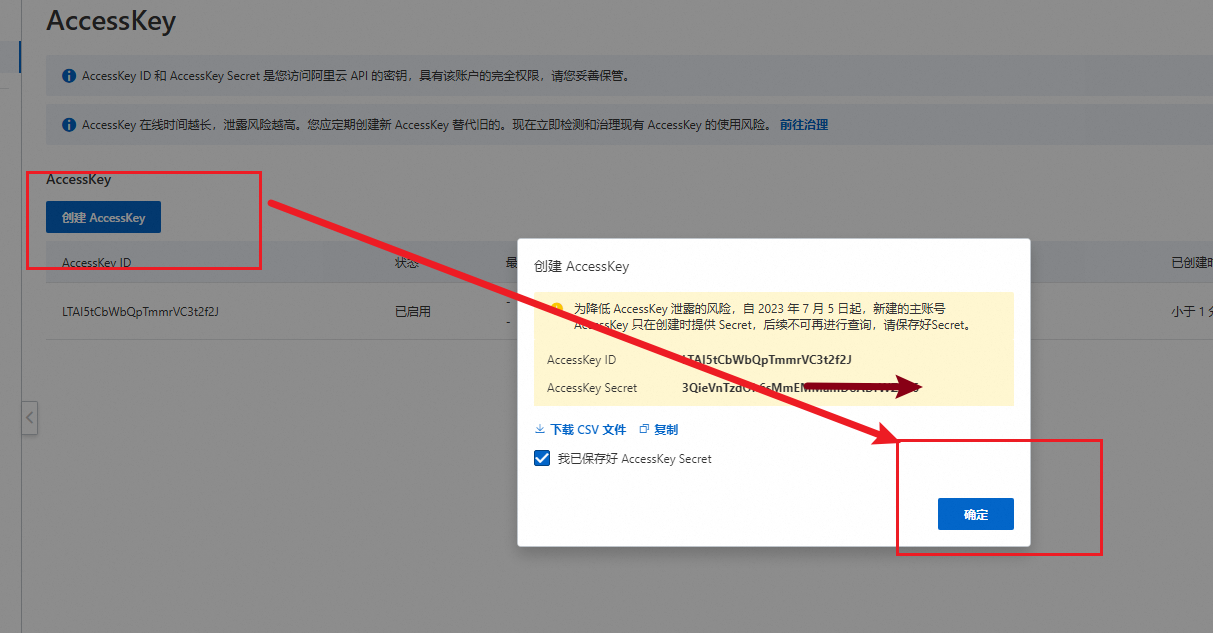 AccessKey
AccessKey ID 和 AccessKey Secret 是您访问阿里云 API 的密钥，具有该账户的完全权限，请您妥善保管。
AccessKey 在线时间越长，泄露风险越高。您应定期创建新 AccessKey 替代旧的。现在立即检测和治理现有 AccessKey 的使用风险。 前往治理
AccessKey
创建 AccessKey
AccessKey ID 状态 最 已创建时
LTAI5tCbWbQpTmmrVC3t2f2J 已启用 - 小于 1 分
-
创建 AccessKey
为降低 AccessKey 泄露的风险，自 2023 年 7 月 5 日起，新建的主账号
AccessKey 只在创建时提供 Secret，后续不可再进行查询，请保存好Secret。
AccessKey ID LTAI5tCbWbQpTmmrVC3t2f2J
AccessKey Secret
下载 CSV 文件 复制
我已保存好 AccessKey Secret
确定